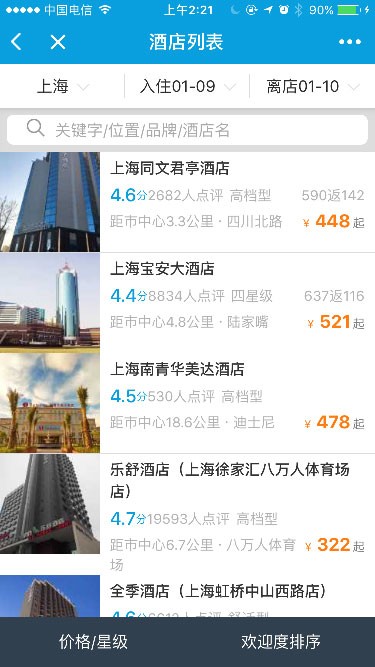 中国电信 上午2:21 90%
酒店列表
上海 入住01-09 离店01-10
关键字/位置/品牌/酒店名
上海同文君亭酒店
4.6分2682人点评 高档型 590返142
距市中心3.3公里 · 四川北路 ¥ 448起
上海宝安大酒店
4.4分8834人点评 四星级 637返116
距市中心4.8公里 · 陆家嘴 ¥ 521起
上海南青华美达酒店
4.5分530人点评 高档型
距市中心18.6公里 · 迪士尼 ¥ 478起
乐舒酒店（上海徐家汇八万人体育场
店）
4.7分19593人点评 高档型
距市中心6.7公里 · 八万人体育 ¥ 322起
场
全季酒店（上海虹桥中山西路店）
价格/星级 欢迎度排序